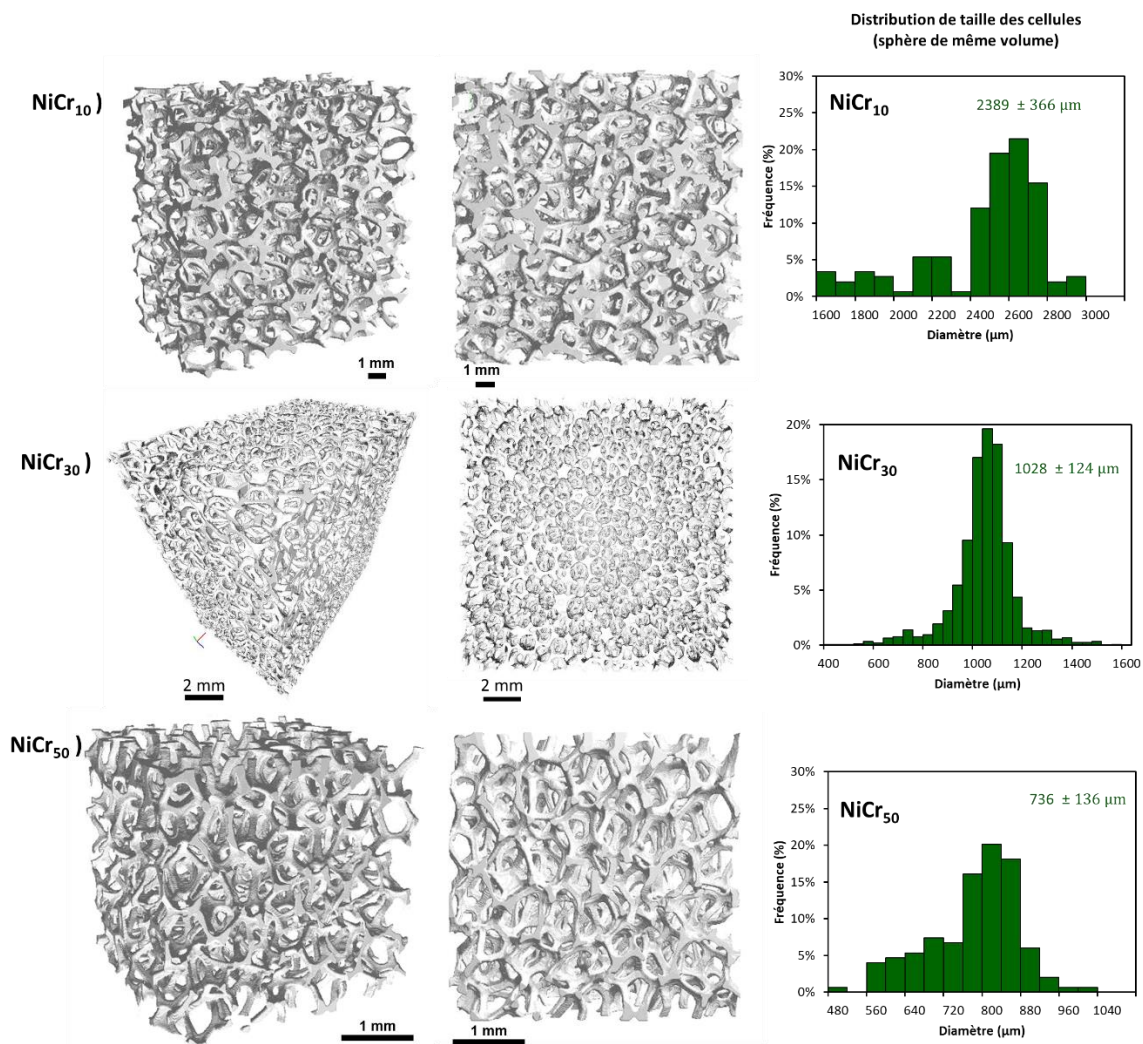 Distribution de taille des cellules
(sphère de même volume)
NiCr10 )
1 mm
1 mm
30%
25%
20%
15%
10%
5%
0%
Fréquence (%)
NiCr10
2389 ± 366 µm
1600 1800 2000 2200 2400 2600 2800 3000
Diamètre (µm)
NiCr30 )
2 mm
2 mm
20%
15%
10%
5%
0%
Fréquence (%)
NiCr30
1028 ± 124 µm
400 600 800 1000 1200 1400 1600
Diamètre (µm)
NiCr50 )
1 mm
1 mm
30%
25%
20%
15%
10%
5%
0%
Fréquence (%)
NiCr50
736 ± 136 µm
480 560 640 720 800 880 960 1040
Diamètre (µm)